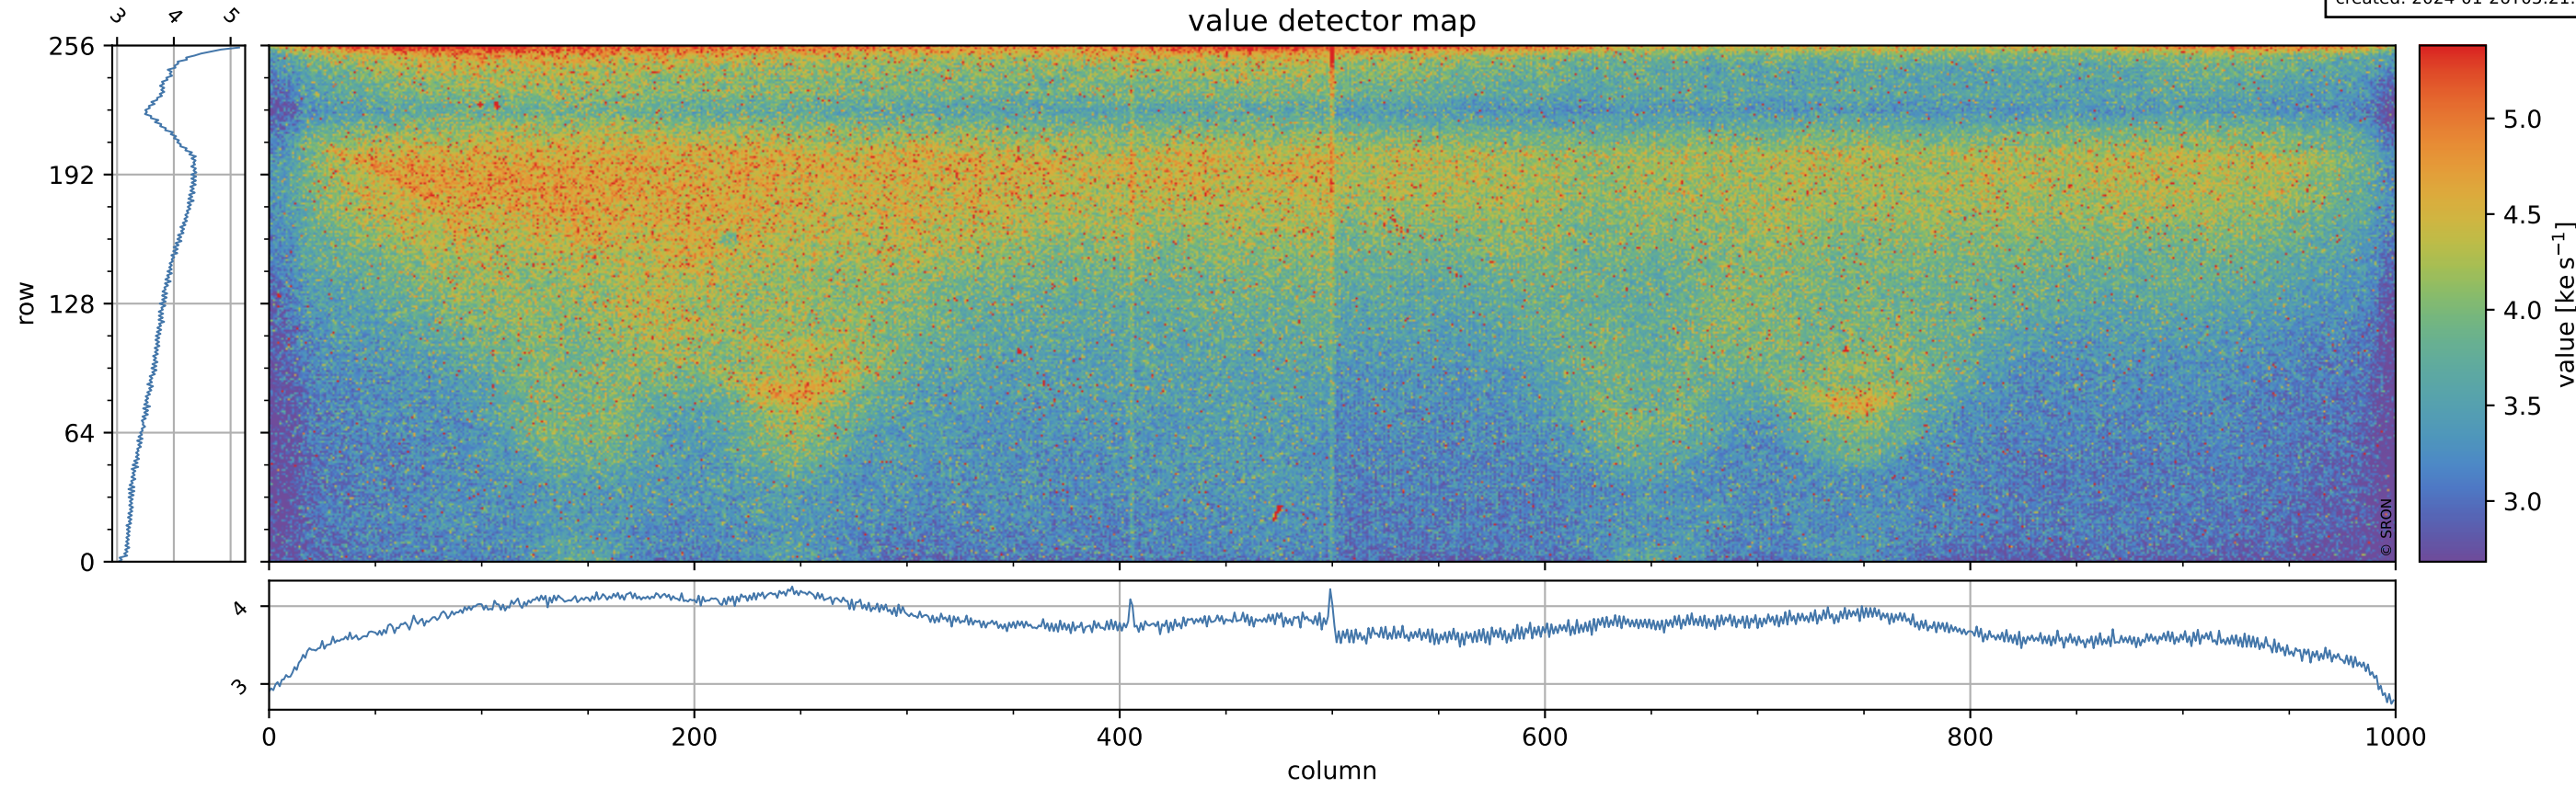 value detector map
3 4 5
256
192
128
64
0
row
5.0
4.5
4.0
3.5
3.0
value [ke s⁻¹]
© SRON
4
3
0 200 400 600 800 1000
column